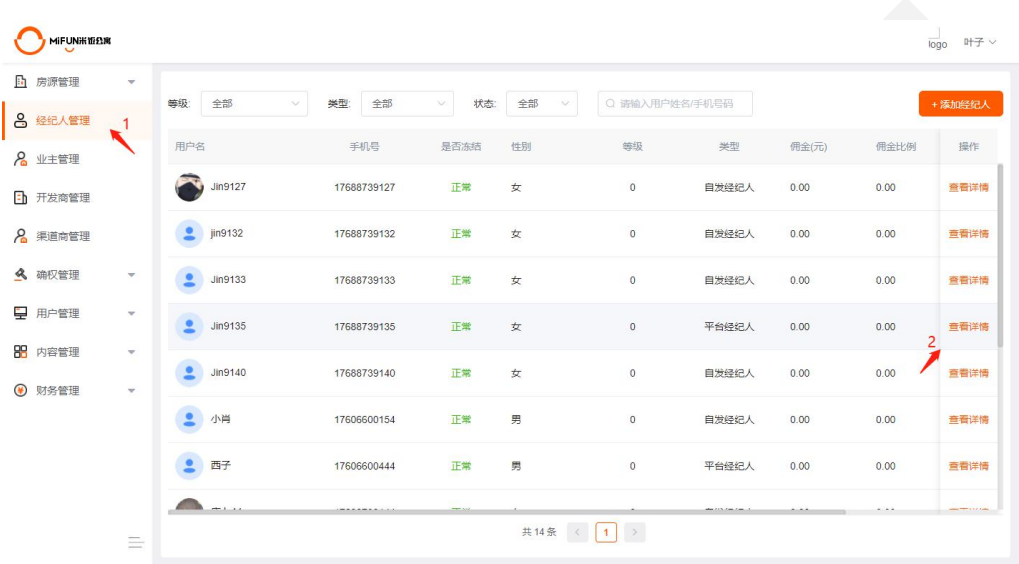 MiFUN米饭公寓
logo 叶子
房源管理
经纪人管理 1
业主管理
开发商管理
渠道商管理
确权管理
用户管理
内容管理
财务管理
等级: 全部 类型: 全部 状态: 全部 请输入用户姓名/手机号码 + 添加经纪人
用户名 手机号 是否冻结 性别 等级 类型 佣金(元) 佣金比例 操作
Jin9127 17688739127 正常 女 0 自发经纪人 0.00 0.00 查看详情
jin9132 17688739132 正常 女 0 自发经纪人 0.00 0.00 查看详情
Jin9133 17688739133 正常 女 0 自发经纪人 0.00 0.00 查看详情
Jin9135 17688739135 正常 女 0 平台经纪人 0.00 0.00 查看详情
2
Jin9140 17688739140 正常 女 0 自发经纪人 0.00 0.00 查看详情
小肖 17606600154 正常 男 0 自发经纪人 0.00 0.00 查看详情
西子 17606600444 正常 男 0 平台经纪人 0.00 0.00 查看详情
共 14 条 < 1 >